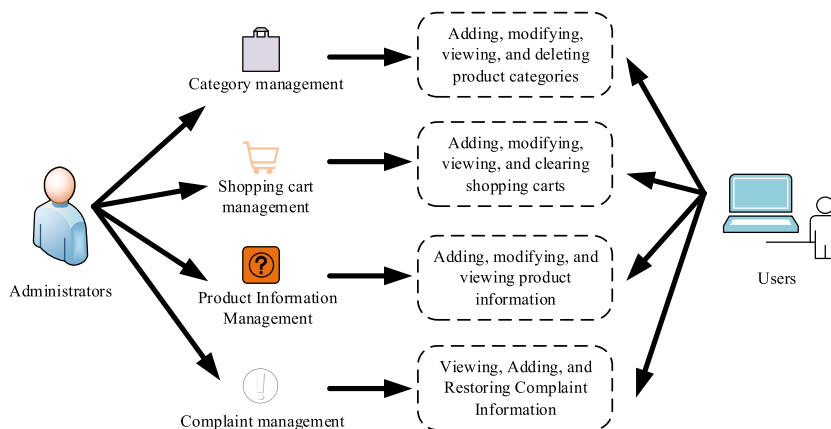 Category management
Adding, modifying,
viewing, and deleting
product categories
Shopping cart
management
Adding, modifying,
viewing, and clearing
shopping carts
Administrators
Product Information
Management
Adding, modifying, and
viewing product
information
Users
Complaint management
Viewing, Adding, and
Restoring Complaint
Information